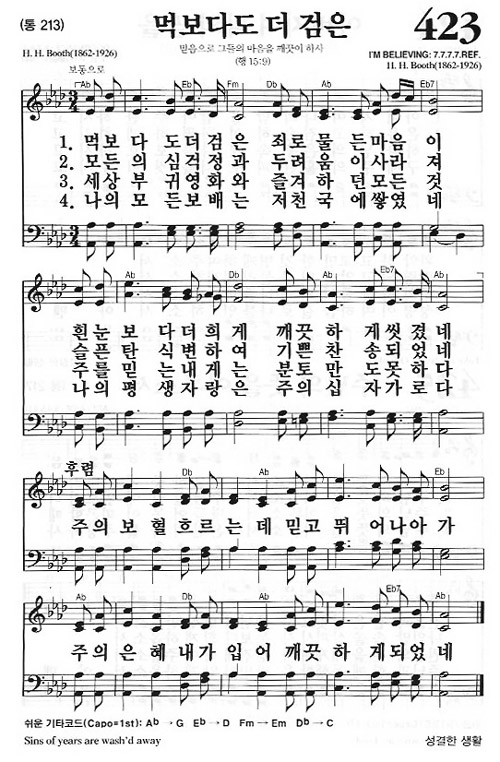 (통 213)
먹보다도 더 검은
423
H. H. Booth(1862-1926)
믿음으로 그들의 마음을 깨끗이 하사
(행 15:9)
I'M BELIEVING: 7.7.7.7.REF.
H. H. Booth(1862-1926)
보통으로
Ab Eb Fm Db Ab Eb7
1. 먹보 다 도더검은 죄로물 든마음 이
2. 모든의 심걱정과 두려움 이사라 져
3. 세상부 귀영화와 즐겨하 던모든 것
4. 나의모 든보배는 저천국 에쌓였 네
Ab Db Ab Eb7 Ab
흰눈보 다더희게 깨끗하 게씻겼네
슬픈탄 식변하여 기쁜찬 송되었네
주를믿 는내게는 분토만 도못하다
나의평 생자랑은 주의십 자가로다
후렴
Db Ab Eb
주의보 혈흐르는데 믿고뛰 어나아가
Ab Db Ab Eb7 Ab
주의은 혜내가입어 깨끗하 게되었네
쉬운 기타코드(Capo=1st): Ab → G Eb → D Fm → Em Db → C
Sins of years are wash'd away
성결한 생활